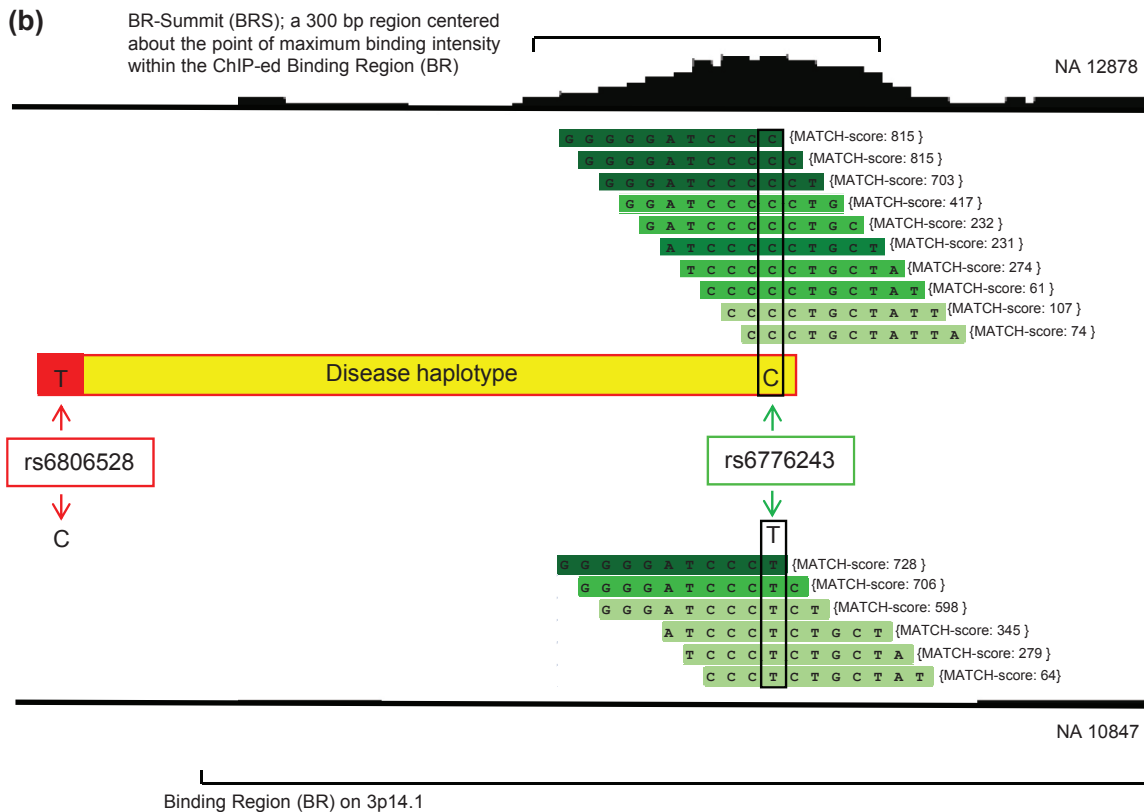 (b)
BR-Summit (BRS); a 300 bp region centered
about the point of maximum binding intensity
within the ChIP-ed Binding Region (BR)
NA 12878
G G G G G A T C C C C {MATCH-score: 815 }
G G G G A T C C C C C {MATCH-score: 815 }
G G G A T C C C C C T {MATCH-score: 703 }
G G A T C C C C C T G {MATCH-score: 417 }
G A T C C C C C T G C {MATCH-score: 232 }
A T C C C C C T G C T {MATCH-score: 231 }
T C C C C C T G C T A {MATCH-score: 274 }
C C C C C T G C T A T {MATCH-score: 61 }
C C C C T G C T A T T {MATCH-score: 107 }
C C C T G C T A T T A {MATCH-score: 74 }
T Disease haplotype C
rs6806528 rs6776243
C T
G G G G G A T C C C T {MATCH-score: 728 }
G G G G A T C C C T C {MATCH-score: 706 }
G G G A T C C C T C T {MATCH-score: 598 }
A T C C C T C T G C T {MATCH-score: 345 }
T C C C T C T G C T A {MATCH-score: 279 }
C C C T C T G C T A T {MATCH-score: 64}
NA 10847
Binding Region (BR) on 3p14.1